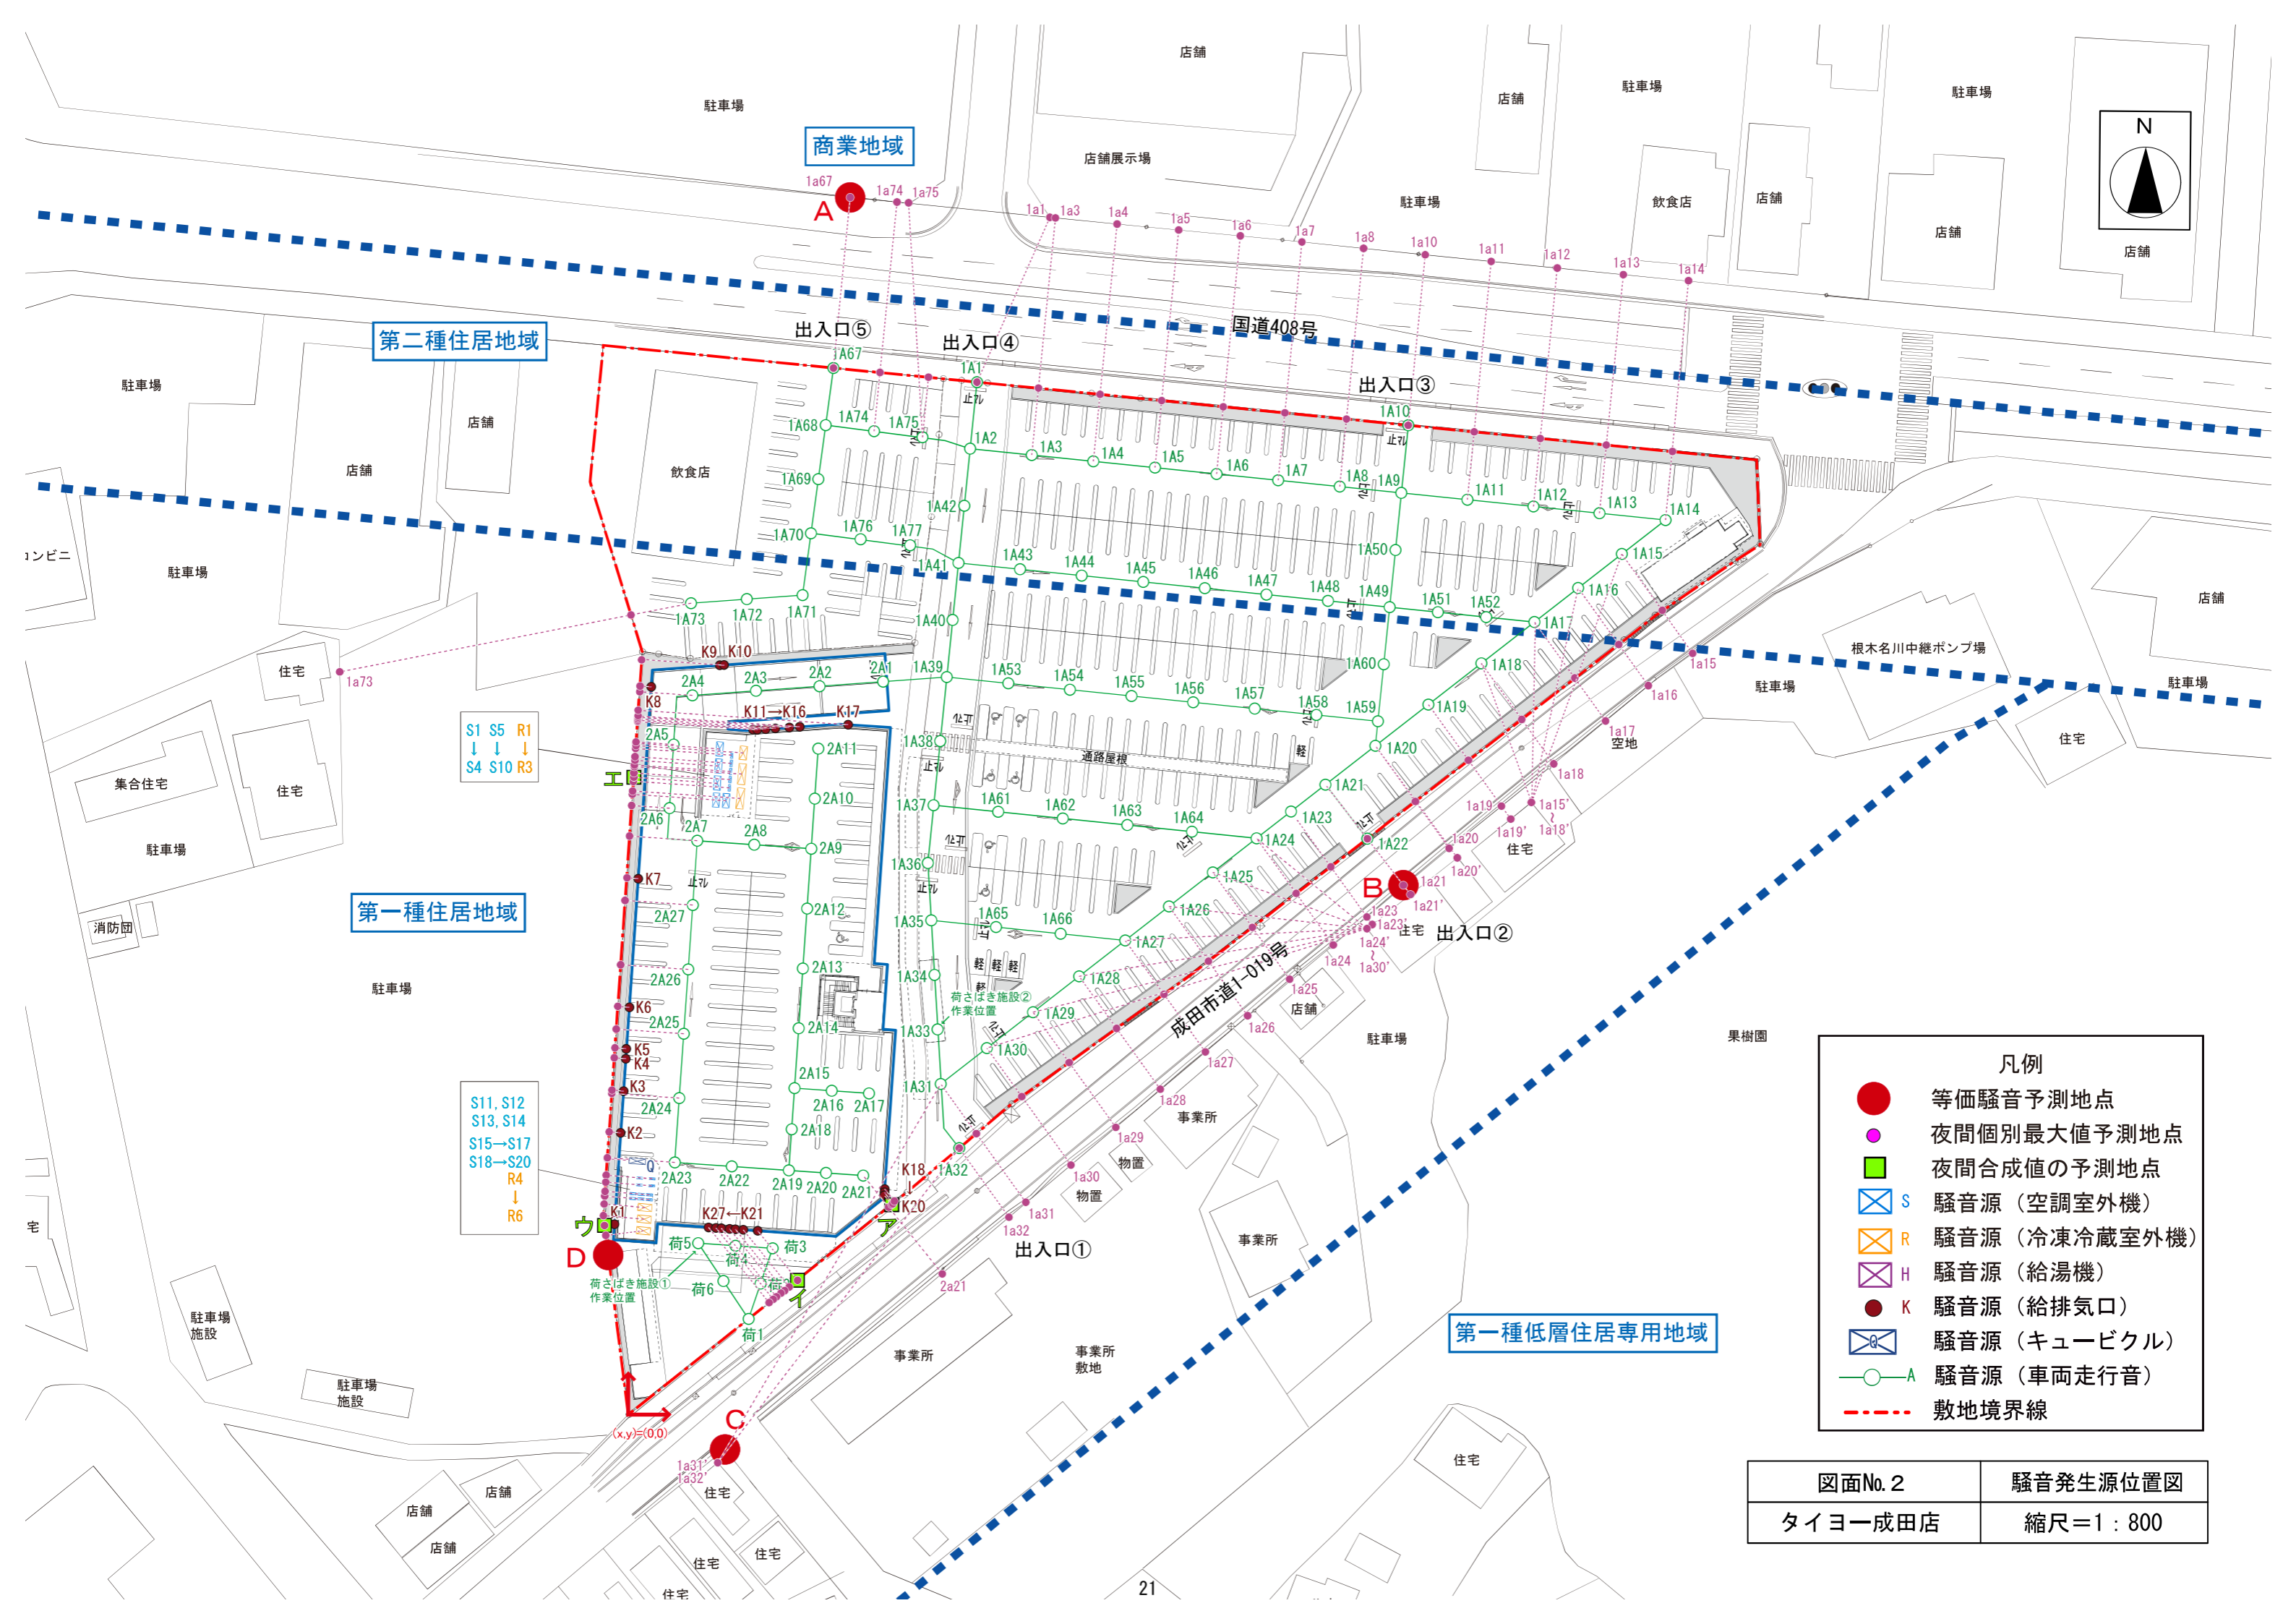 店舗
駐車場
店舗
駐車場
駐車場
N
商業地域
店舗展示場
駐車場
飲食店
店舗
店舗
店舗
1a67
1a74
1a75
A
1a1
1a3
1a4
1a5
1a6
1a7
1a8
1a10
1a11
1a12
1a13
1a14
第二種住居地域
出入口⑤
出入口④
国道408号
出入口③
駐車場
店舗
店舗
飲食店
駐車場
1A67
1A1
1A10
止マレ
1A68
1A74
1A75
1A2
1A3
1A4
1A5
1A6
1A7
1A8
1A9
1A11
1A12
1A13
1A14
1A69
1A42
1A70
1A76
1A77
1A41
1A43
1A44
1A45
1A46
1A47
1A48
1A49
1A50
1A51
1A52
1A15
1A16
1A17
1A73
1A72
1A71
1A40
1A18
1A60
店舗
根木名川中継ポンプ場
駐車場
駐車場
住宅
住宅
1a73
K9
K10
K8
2A4
2A3
2A2
2A1
1A39
1A53
1A54
1A55
1A56
1A57
1A58
1A59
1A19
1a15
1a16
1a17
空地
K11→K16
K17
S1 S5 R1
↓ ↓ ↓
S4 S10 R3
2A5
2A11
1A38
通路屋根
軽
1A20
1a18
エ
2A10
1A37
1A61
1A62
1A63
1A64
1A21
1A23
1A24
1A22
1a19
1a19'
1a15'
~
1a18'
集合住宅
住宅
駐車場
2A6
2A7
2A8
2A9
1A36
1a20
1a20'
住宅
K7
1A25
B
1a21
1a21'
第一種住居地域
消防団
2A27
2A12
1A35
1A65
1A66
1A26
1A27
1a23
1a23'
1a24'
~
1a30'
住宅
出入口②
駐車場
2A26
2A13
1A34
軽 軽 軽
軽
1A28
1a24
1a25
店舗
K6
荷さばき施設②
作業位置
1A29
1a26
成田市道1-019号
2A25
2A14
1A33
1A30
1a27
駐車場
果樹園
K5
K4
K3
2A24
2A15
2A16
2A17
1A31
1a28
事業所
S11,S12
S13,S14
S15→S17
S18→S20
R4
↓
R6
K2
2A18
1A32
1a29
物置
1a30
物置
Q
2A23
2A22
2A19
2A20
2A21
K18
K20
1a31
1a32
出入口①
ウ
K1
K27←K21
ア
D
荷5
荷4
荷3
荷6
荷1
荷さばき施設①
作業位置
イ
2a21
事業所
事業所
事業所
敷地
駐車場
施設
駐車場
施設
第一種低層住居専用地域
(x,y)=(0,0)
C
1a31'
1a32'
住宅
住宅
住宅
住宅
住宅
店舗
店舗
店舗
凡例
等価騒音予測地点
夜間個別最大値予測地点
夜間合成値の予測地点
S 騒音源（空調室外機）
R 騒音源（冷凍冷蔵室外機）
H 騒音源（給湯機）
K 騒音源（給排気口）
Q 騒音源（キュービクル）
A 騒音源（車両走行音）
敷地境界線
図面No.2 騒音発生源位置図
タイヨー成田店 縮尺=1：800
21